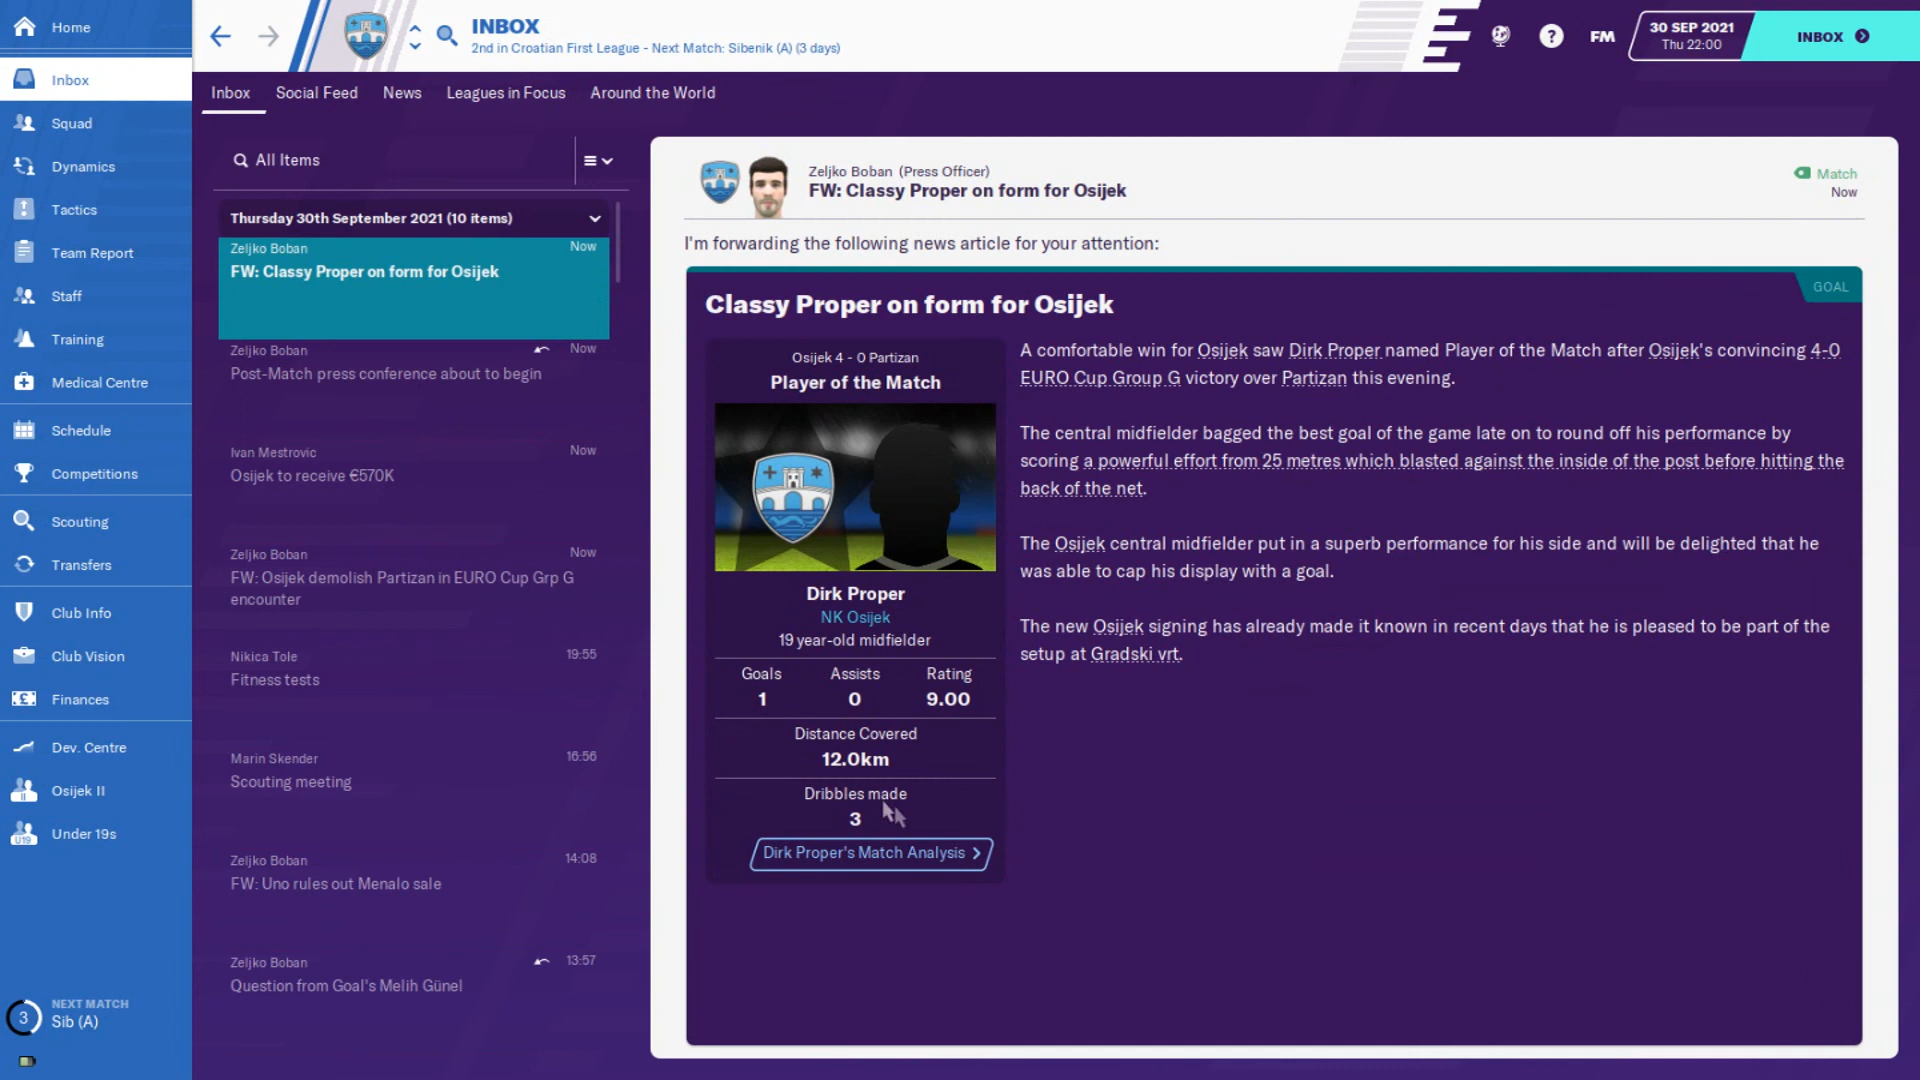 Home
Inbox
Squad
Dynamics
Tactics
Team Report
Staff
Training
Medical Centre
Schedule
Competitions
Scouting
Transfers
Club Info
Club Vision
Finances
Dev. Centre
Osijek II
Under 19s
NEXT MATCH
3
Sib (A)
INBOX
2nd in Croatian First League - Next Match: Sibenik (A) (3 days)
?
FM
30 SEP 2021
Thu 22:00
INBOX
Inbox Social Feed News Leagues in Focus Around the World
All Items
Thursday 30th September 2021 (10 items)
Zeljko Boban Now
FW: Classy Proper on form for Osijek
Zeljko Boban Now
Post-Match press conference about to begin
Ivan Mestrovic Now
Osijek to receive €570K
Zeljko Boban Now
FW: Osijek demolish Partizan in EURO Cup Grp G
encounter
Nikica Tole 19:55
Fitness tests
Marin Skender 16:56
Scouting meeting
Zeljko Boban 14:08
FW: Uno rules out Menalo sale
Zeljko Boban 13:57
Question from Goal's Melih Günel
Zeljko Boban (Press Officer)
FW: Classy Proper on form for Osijek
Match
Now
I'm forwarding the following news article for your attention:
GOAL
Classy Proper on form for Osijek
Osijek 4 - 0 Partizan
Player of the Match
Dirk Proper
NK Osijek
19 year-old midfielder
Goals Assists Rating
1 0 9.00
Distance Covered
12.0km
Dribbles made
3
Dirk Proper's Match Analysis
A comfortable win for Osijek saw Dirk Proper named Player of the Match after Osijek's convincing 4-0
EURO Cup Group G victory over Partizan this evening.
The central midfielder bagged the best goal of the game late on to round off his performance by
scoring a powerful effort from 25 metres which blasted against the inside of the post before hitting the
back of the net.
The Osijek central midfielder put in a superb performance for his side and will be delighted that he
was able to cap his display with a goal.
The new Osijek signing has already made it known in recent days that he is pleased to be part of the
setup at Gradski vrt.